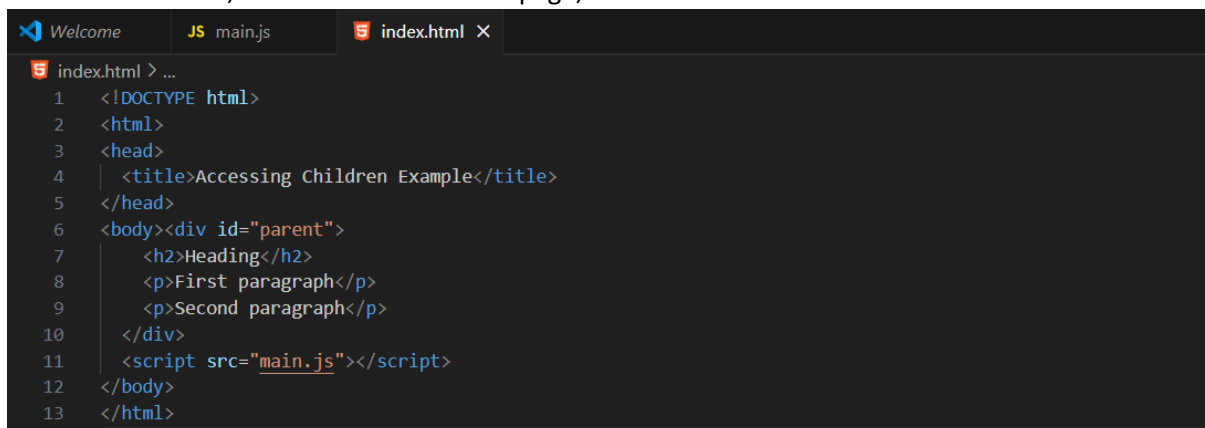 Welcome JS main.js index.html ×
index.html > ...
1 <!DOCTYPE html>
2 <html>
3 <head>
4 <title>Accessing Children Example</title>
5 </head>
6 <body><div id="parent">
7 <h2>Heading</h2>
8 <p>First paragraph</p>
9 <p>Second paragraph</p>
10 </div>
11 <script src="main.js"></script>
12 </body>
13 </html>